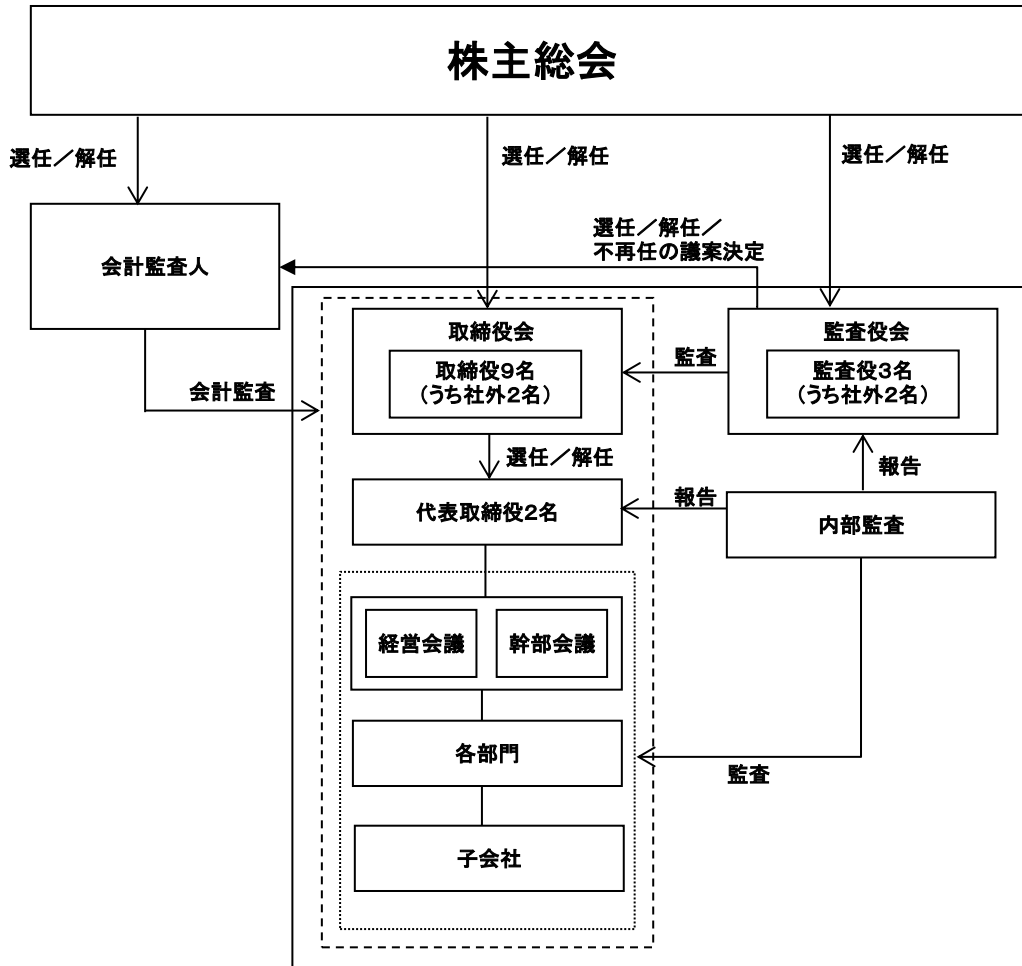 株主総会
選任／解任
選任／解任
選任／解任
選任／解任／
不再任の議案決定
会計監査人
取締役会
取締役９名
（うち社外２名）
監査
監査役会
監査役３名
（うち社外２名）
会計監査
選任／解任
報告
代表取締役２名
報告
内部監査
経営会議
幹部会議
各部門
監査
子会社